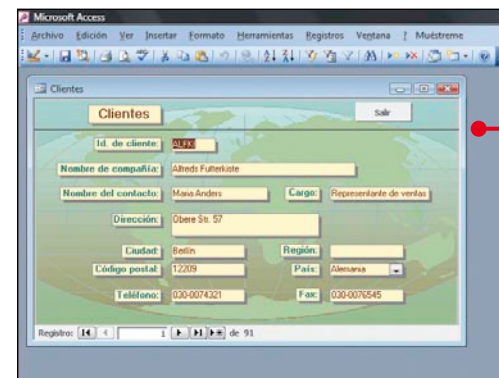 Microsoft Access
Archivo Edición Ver Insertar Formato Herramientas Registros Ventana ? Muéstreme
Clientes
Clientes Salir
Id. de cliente: ALFKI
Nombre de compañía: Alfreds Futterkiste
Nombre del contacto: Maria Anders Cargo: Representante de ventas
Dirección: Obere Str. 57
Ciudad: Berlin Región:
Código postal: 12209 País: Alemania
Teléfono: 030-0074321 Fax: 030-0076545
Registro: 1 de 91